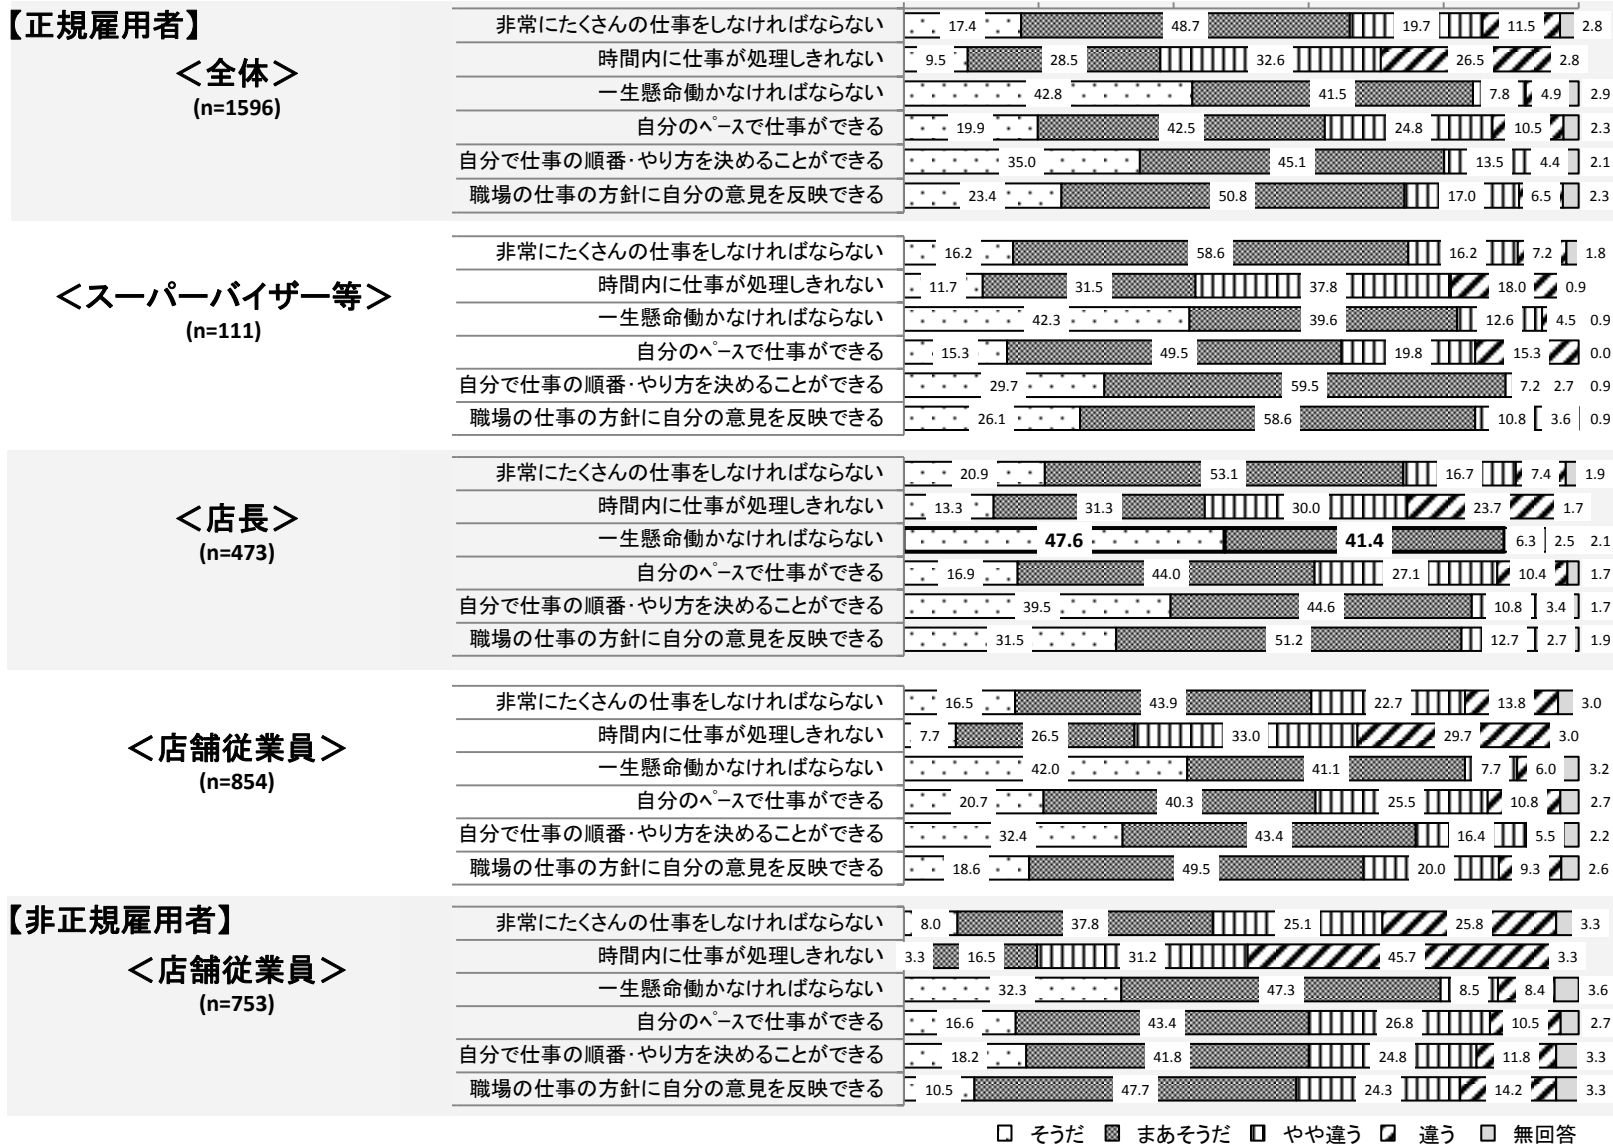 【正規雇用者】
＜全体＞
(n=1596)
非常にたくさんの仕事をしなければならない 17.4 48.7 19.7 11.5 2.8
時間内に仕事が処理しきれない 9.5 28.5 32.6 26.5 2.8
一生懸命働かなければならない 42.8 41.5 7.8 4.9 2.9
自分のペースで仕事ができる 19.9 42.5 24.8 10.5 2.3
自分で仕事の順番・やり方を決めることができる 35.0 45.1 13.5 4.4 2.1
職場の仕事の方針に自分の意見を反映できる 23.4 50.8 17.0 6.5 2.3
＜スーパーバイザー等＞
(n=111)
非常にたくさんの仕事をしなければならない 16.2 58.6 16.2 7.2 1.8
時間内に仕事が処理しきれない 11.7 31.5 37.8 18.0 0.9
一生懸命働かなければならない 42.3 39.6 12.6 4.5 0.9
自分のペースで仕事ができる 15.3 49.5 19.8 15.3 0.0
自分で仕事の順番・やり方を決めることができる 29.7 59.5 7.2 2.7 0.9
職場の仕事の方針に自分の意見を反映できる 26.1 58.6 10.8 3.6 0.9
＜店長＞
(n=473)
非常にたくさんの仕事をしなければならない 20.9 53.1 16.7 7.4 1.9
時間内に仕事が処理しきれない 13.3 31.3 30.0 23.7 1.7
一生懸命働かなければならない 47.6 41.4 6.3 2.5 2.1
自分のペースで仕事ができる 16.9 44.0 27.1 10.4 1.7
自分で仕事の順番・やり方を決めることができる 39.5 44.6 10.8 3.4 1.7
職場の仕事の方針に自分の意見を反映できる 31.5 51.2 12.7 2.7 1.9
＜店舗従業員＞
(n=854)
非常にたくさんの仕事をしなければならない 16.5 43.9 22.7 13.8 3.0
時間内に仕事が処理しきれない 7.7 26.5 33.0 29.7 3.0
一生懸命働かなければならない 42.0 41.1 7.7 6.0 3.2
自分のペースで仕事ができる 20.7 40.3 25.5 10.8 2.7
自分で仕事の順番・やり方を決めることができる 32.4 43.4 16.4 5.5 2.2
職場の仕事の方針に自分の意見を反映できる 18.6 49.5 20.0 9.3 2.6
【非正規雇用者】
＜店舗従業員＞
(n=753)
非常にたくさんの仕事をしなければならない 8.0 37.8 25.1 25.8 3.3
時間内に仕事が処理しきれない 3.3 16.5 31.2 45.7 3.3
一生懸命働かなければならない 32.3 47.3 8.5 8.4 3.6
自分のペースで仕事ができる 16.6 43.4 26.8 10.5 2.7
自分で仕事の順番・やり方を決めることができる 18.2 41.8 24.8 11.8 3.3
職場の仕事の方針に自分の意見を反映できる 10.5 47.7 24.3 14.2 3.3
そうだ まあそうだ やや違う 違う 無回答